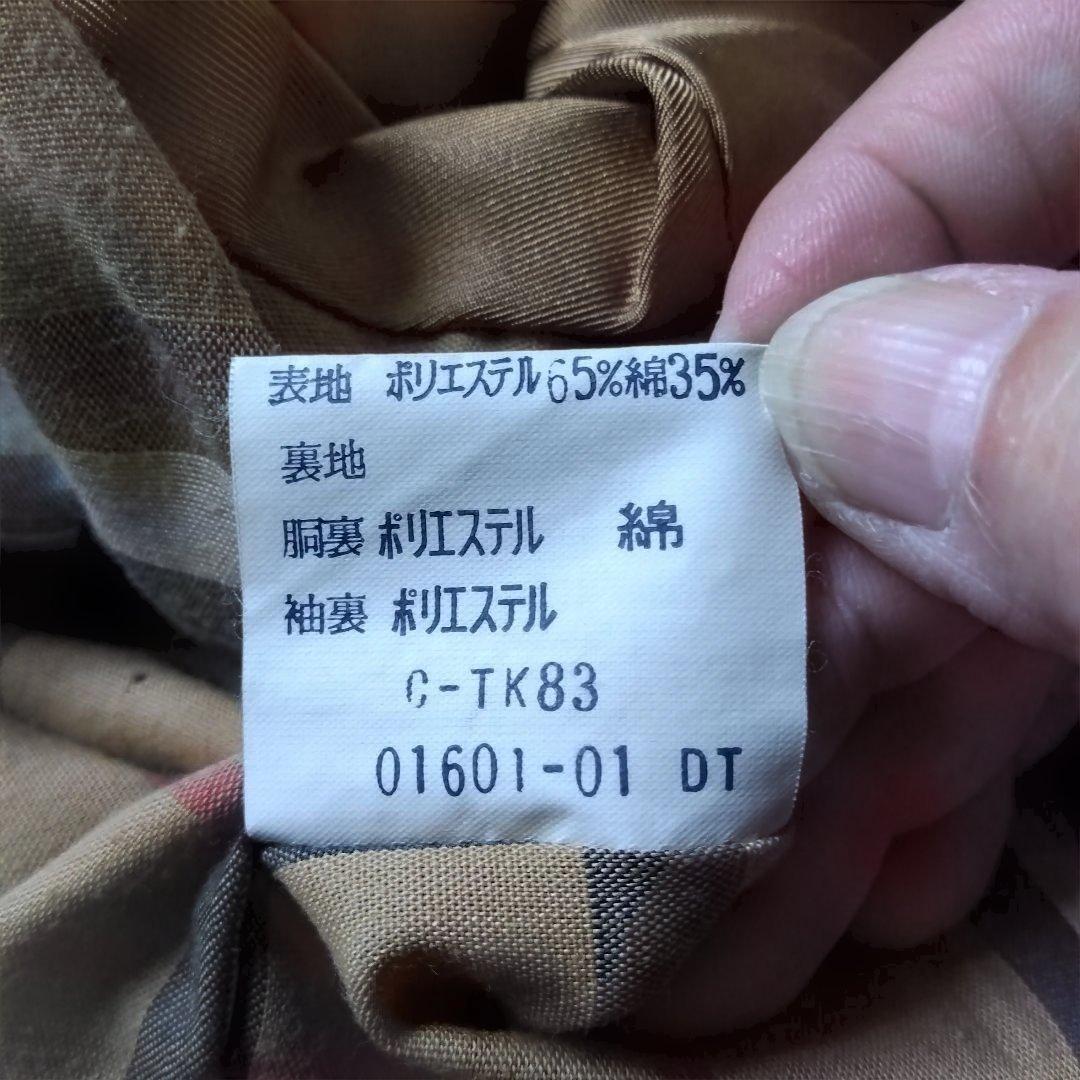 表地 ポリエステル65%綿35%
裏地
胴裏 ポリエステル 綿
袖裏 ポリエステル
C-TK83
01601-01 DT